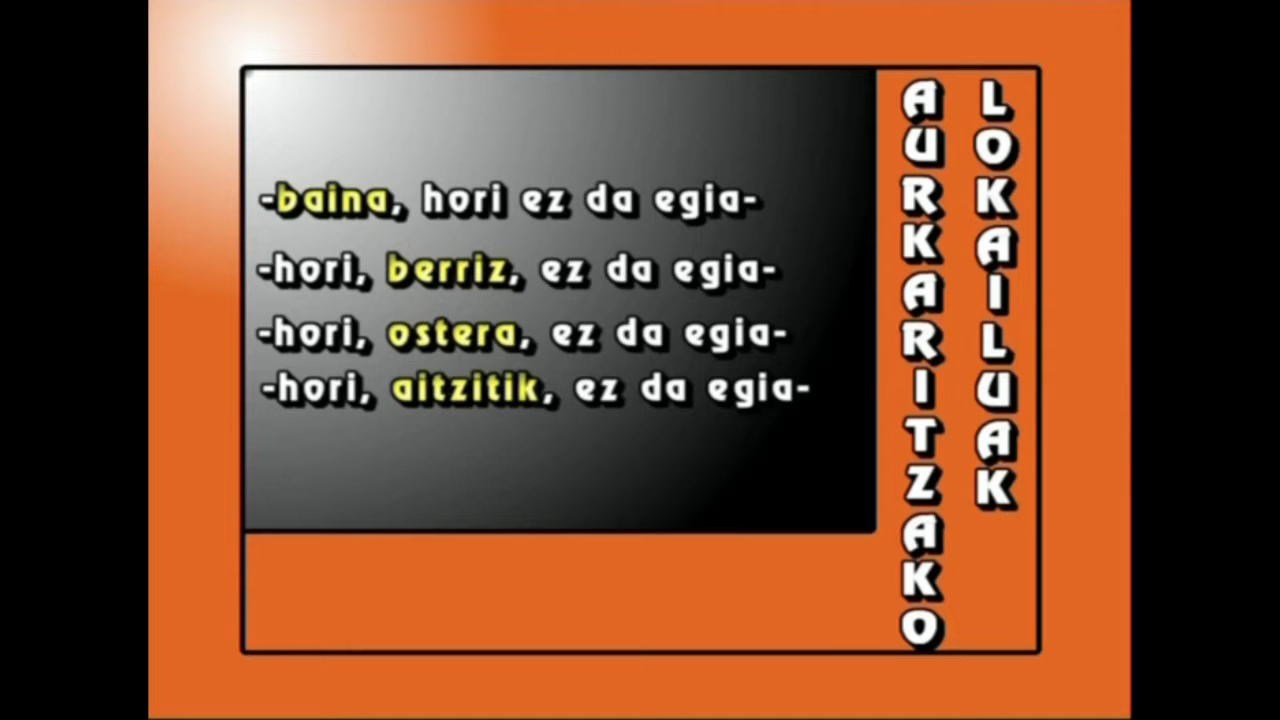 -baina, hori ez da egia-
-hori, berriz, ez da egia-
-hori, ostera, ez da egia-
-hori, aitzitik, ez da egia-
AURKARITZAKO
LOKAILUAK